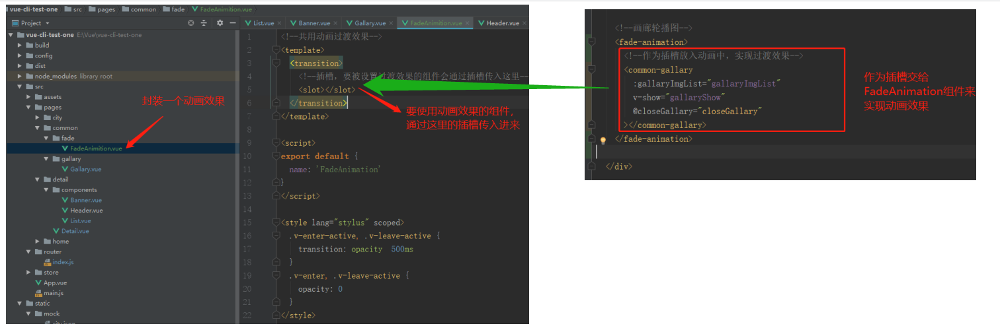 vue-cli-test-one src pages common fade FadeAnimition.vue
Project
List.vue Banner.vue Gallary.vue FadeAnimition.vue Header.vue
vue-cli-test-one E:\Vue\vue-cli-test-one
build
config
dist
node_modules library root
src
assets
pages
city
common
fade
FadeAnimition.vue
gallary
Gallary.vue
detail
components
Banner.vue
Header.vue
List.vue
Detail.vue
home
router
index.js
store
App.vue
main.js
static
mock
city.json
封装一个动画效果
1 <!--共用动画过渡效果-->
2 <template>
3 <transition>
4 <!--插槽，要被设置过渡效果的组件会通过插槽传入这里--
5 <slot></slot>
6 </transition>
7 </template>
8
9 <script>
10 export default {
11 name: 'FadeAnimation'
12 }
13 </script>
14
15 <style lang="stylus" scoped>
16 .v-enter-active, .v-leave-active {
17 transition: opacity 500ms
18 }
19 .v-enter, .v-leave-active {
20 opacity: 0
21 }
22 </style>
要使用动画效果的组件，
通过这里的插槽传入进来
<!--画廊轮播图-->
<fade-animation>
<!--作为插槽放入动画中，实现过渡效果-->
<common-gallary
:gallaryImgList="gallaryImgList"
v-show="gallaryShow"
@closeGallary="closeGallary"
></common-gallary>
</fade-animation>
</div>
作为插槽交给
FadeAnimation组件来
实现动画效果